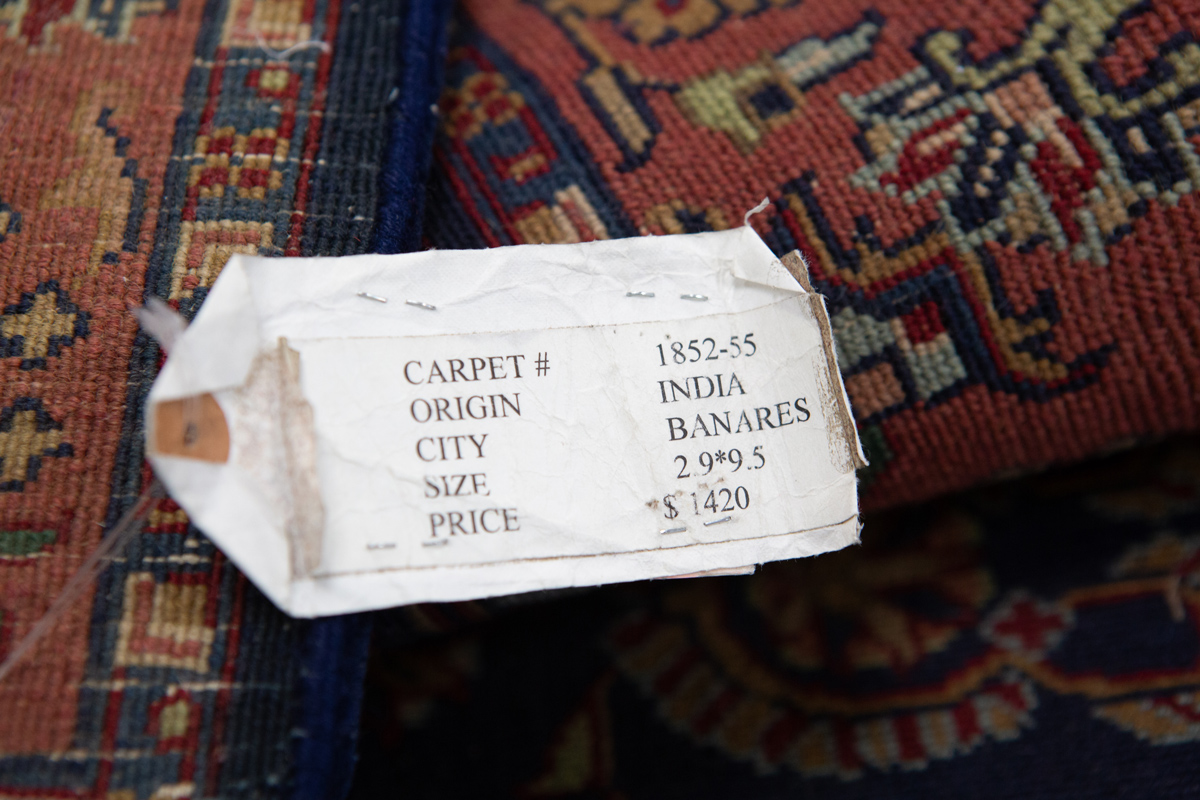 CARPET # 1852-55
ORIGIN INDIA
CITY BANARES
SIZE 2.9*9.5
PRICE $ 1420